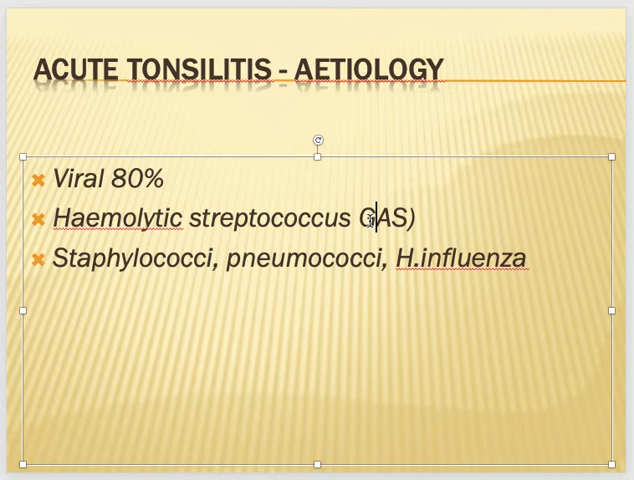 ACUTE TONSILITIS - AETIOLOGY
Viral 80%
Haemolytic streptococcus GAS)
Staphylococci, pneumococci, H.influenza